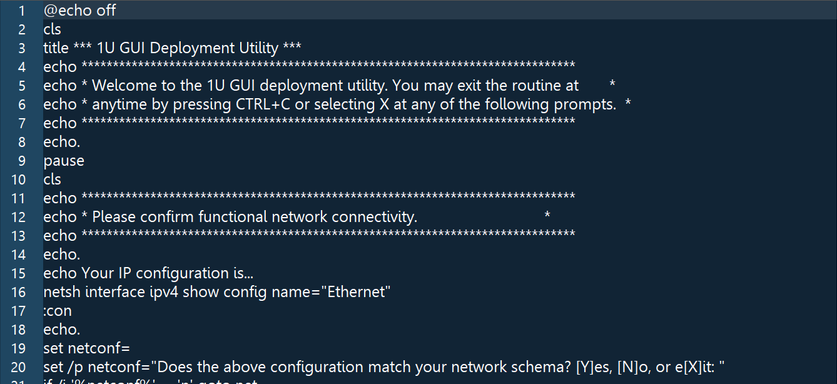 1 @echo off
2 cls
3 title *** 1U GUI Deployment Utility ***
4 echo *******************************************************************************
5 echo * Welcome to the 1U GUI deployment utility. You may exit the routine at *
6 echo * anytime by pressing CTRL+C or selecting X at any of the following prompts. *
7 echo *******************************************************************************
8 echo.
9 pause
10 cls
11 echo *******************************************************************************
12 echo * Please confirm functional network connectivity. *
13 echo *******************************************************************************
14 echo.
15 echo Your IP configuration is...
16 netsh interface ipv4 show config name="Ethernet"
17 :con
18 echo.
19 set netconf=
20 set /p netconf="Does the above configuration match your network schema? [Y]es, [N]o, or e[X]it: "